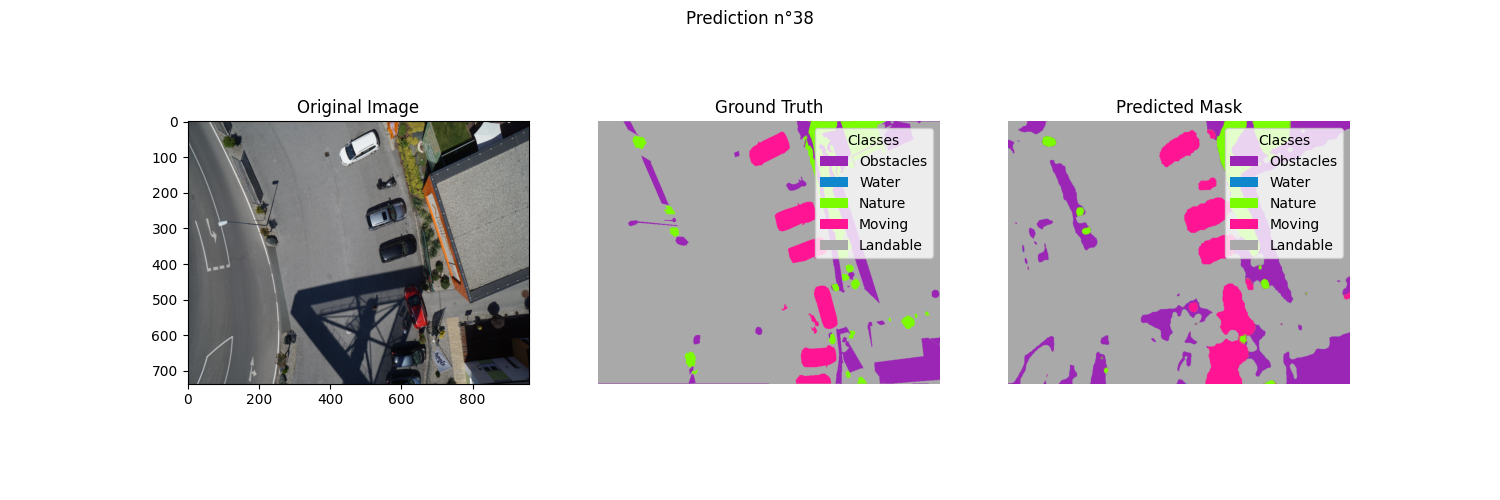 Prediction n°38
Original Image
0
100
200
300
400
500
600
700
0
200
400
600
800
Ground Truth
Classes
Obstacles
Water
Nature
Moving
Landable
Predicted Mask
Classes
Obstacles
Water
Nature
Moving
Landable